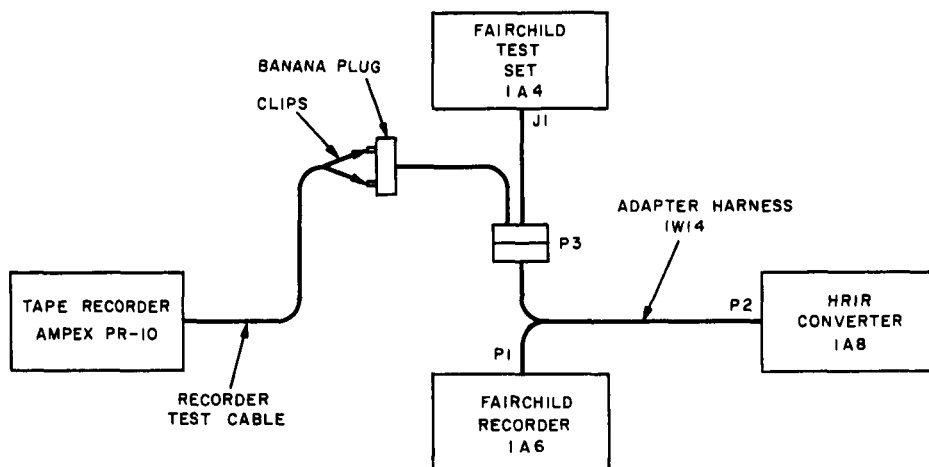 FAIRCHILD
TEST
SET
1A4
BANANA PLUG
CLIPS
J1
ADAPTER HARNESS
1W14
P3
TAPE RECORDER
AMPEX PR-10
P2
HRIR
CONVERTER
1A8
P1
RECORDER
TEST CABLE
FAIRCHILD
RECORDER
1A6